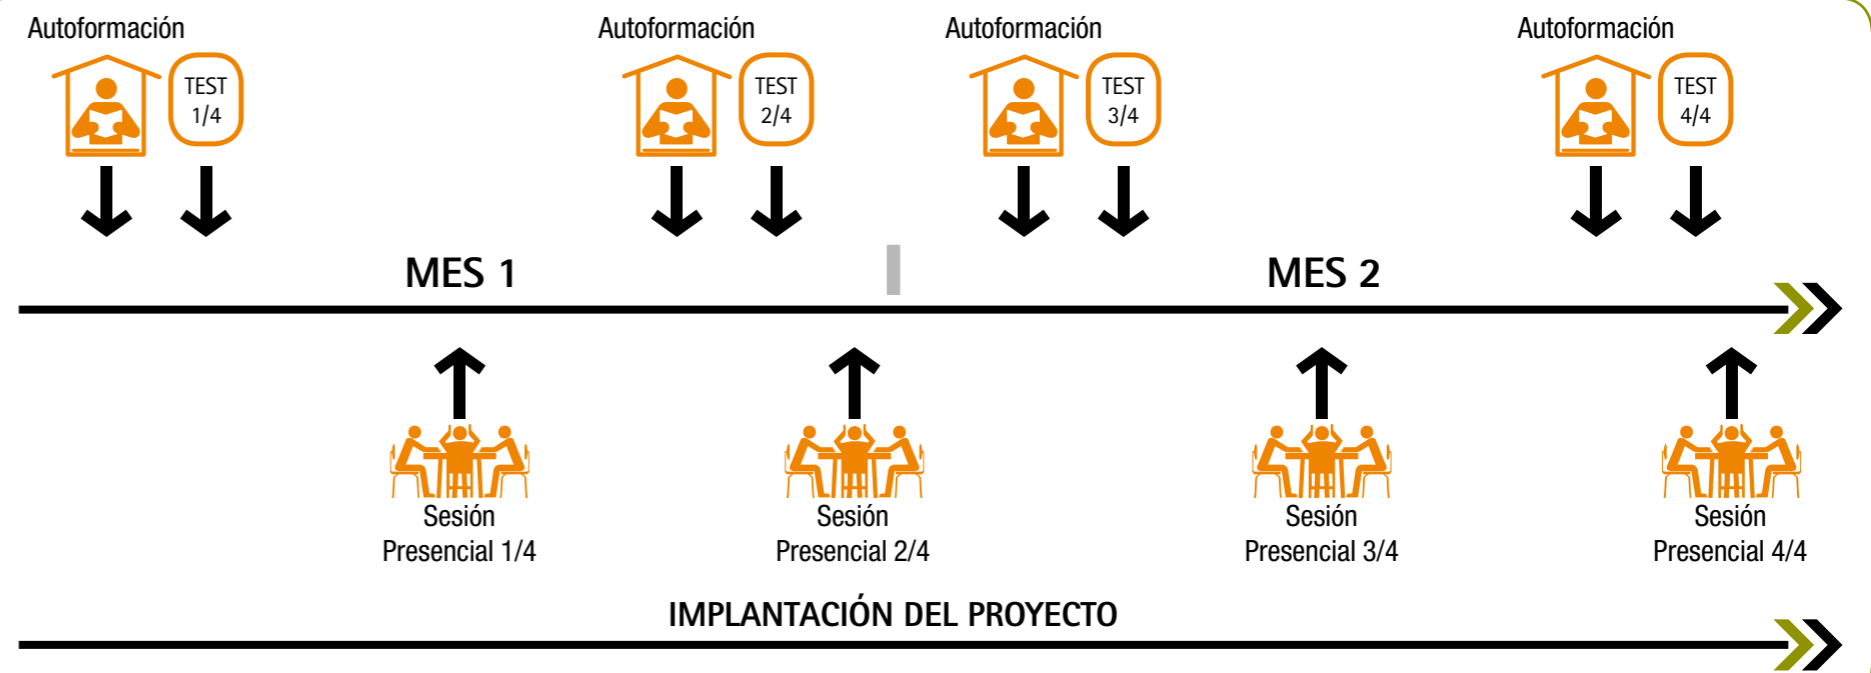 Autoformación
Autoformación
Autoformación
Autoformación
TEST
1/4
TEST
2/4
TEST
3/4
TEST
4/4
MES 1
MES 2
Sesión
Presencial 1/4
Sesión
Presencial 2/4
Sesión
Presencial 3/4
Sesión
Presencial 4/4
IMPLANTACIÓN DEL PROYECTO